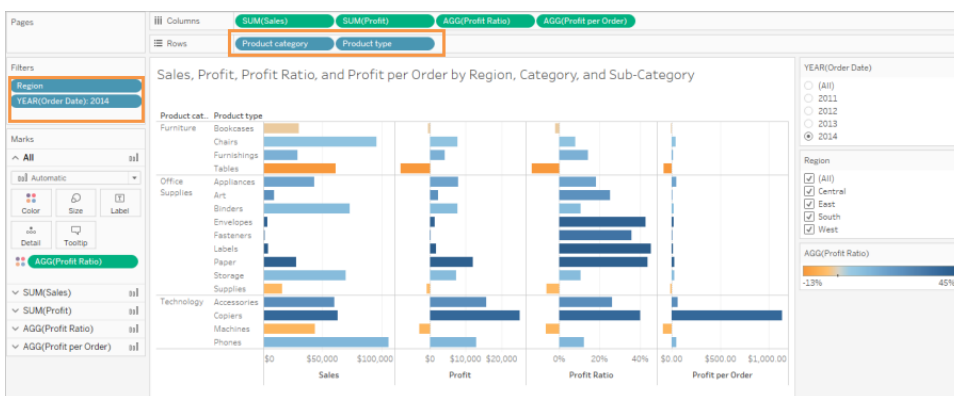 Pages
Columns
SUM(Sales)
SUM(Profit)
AGG(Profit Ratio)
AGG(Profit per Order)
Rows
Product category
Product type
Filters
Region
YEAR(Order Date): 2014
Marks
All
Automatic
Color
Size
Label
Detail
Tooltip
AGG(Profit Ratio)
SUM(Sales)
SUM(Profit)
AGG(Profit Ratio)
AGG(Profit per Order)
Sales, Profit, Profit Ratio, and Profit per Order by Region, Category, and Sub-Category
Product cat.. Product type
Furniture Bookcases
Chairs
Furnishings
Tables
Office Supplies Appliances
Art
Binders
Envelopes
Fasteners
Labels
Paper
Storage
Supplies
Technology Accessories
Copiers
Machines
Phones
$0 $50,000 $100,000 $0 $10,000 $20,000 0% 20% 40% $0.00 $500.00 $1,000.00
Sales Profit Profit Ratio Profit per Order
YEAR(Order Date)
(All)
2011
2012
2013
2014
Region
(All)
Central
East
South
West
AGG(Profit Ratio)
-13% 45%